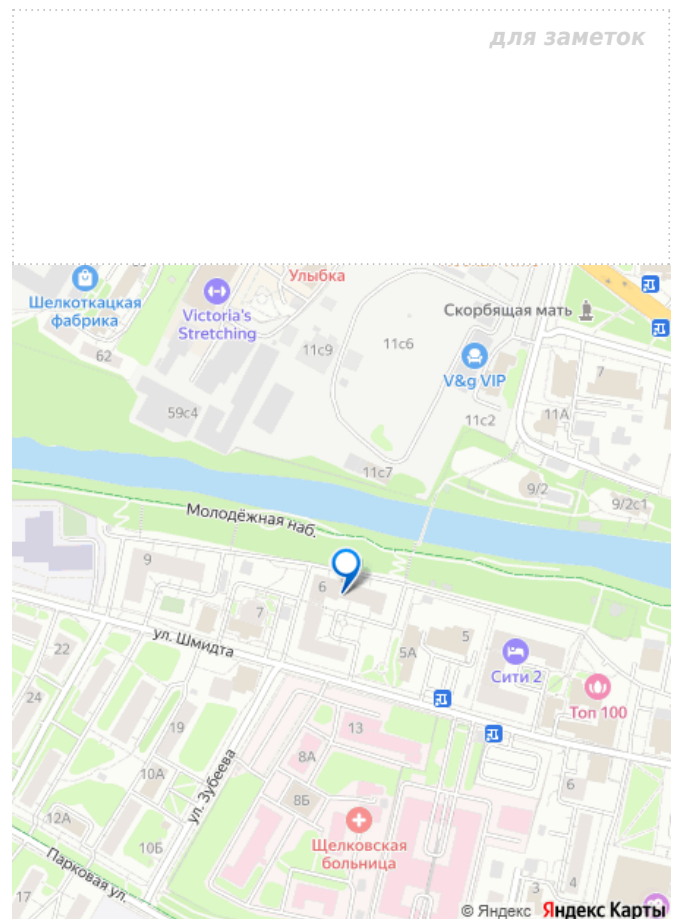 для заметок
Улыбка
Шелкоткацкая
фабрика
Victoria's
Stretching
Скорбящая мать
62
11с9
11с6
V&g VIP
7
59с4
11с2
11А
11с7
9/2
9/2с1
Молодёжная наб.
9
6
7
ул. Шмидта
22
5А
5
Сити 2
24
Топ 100
19
13
8А
10А
ул. Зубеева
6
8Б
12А
Щелковская
больница
10Б
Парковая ул.
17
3
4
© Яндекс Яндекс Карты